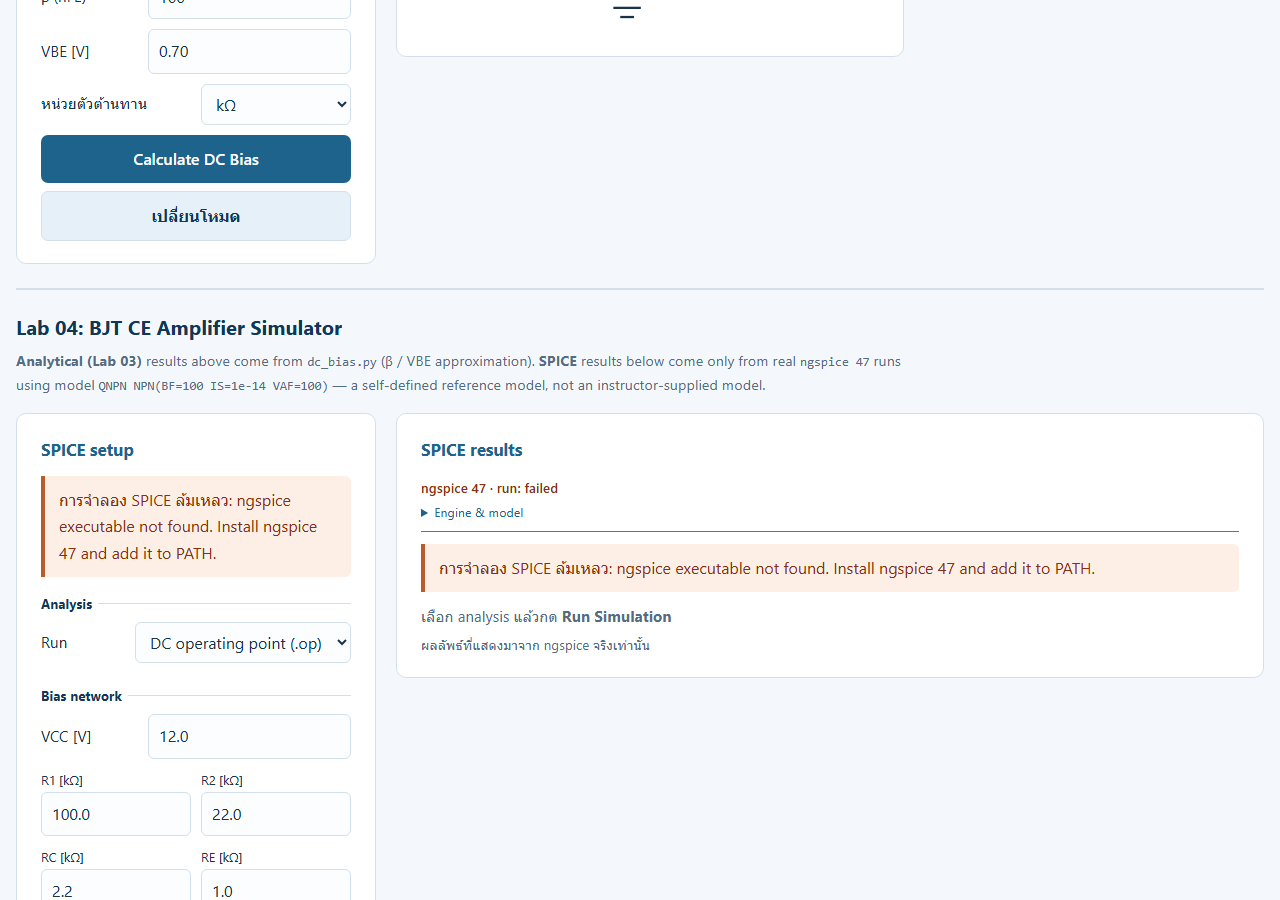 VBE [V]
0.70
หน่วยตัวต้านทาน
kΩ
Calculate DC Bias
เปลี่ยนโหมด
Lab 04: BJT CE Amplifier Simulator
Analytical (Lab 03) results above come from dc_bias.py (β / VBE approximation). SPICE results below come only from real ngspice 47 runs
using model QNPN NPN(BF=100 IS=1e-14 VAF=100) — a self-defined reference model, not an instructor-supplied model.
SPICE setup
การจำลอง SPICE ล้มเหลว: ngspice
executable not found. Install ngspice
47 and add it to PATH.
Analysis
Run
DC operating point (.op)
Bias network
VCC [V]
12.0
R1 [kΩ]
R2 [kΩ]
100.0
22.0
RC [kΩ]
RE [kΩ]
2.2
1.0
SPICE results
ngspice 47 · run: failed
Engine & model
การจำลอง SPICE ล้มเหลว: ngspice executable not found. Install ngspice 47 and add it to PATH.
เลือก analysis แล้วกด Run Simulation
ผลลัพธ์ที่แสดงมาจาก ngspice จริงเท่านั้น